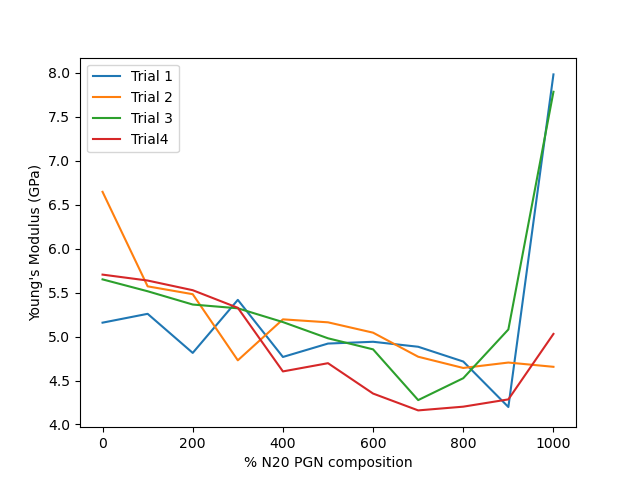 Trial 1
Trial 2
Trial 3
Trial4
8.0
7.5
7.0
6.5
6.0
5.5
5.0
4.5
4.0
Young's Modulus (GPa)
0 200 400 600 800 1000
% N20 PGN composition